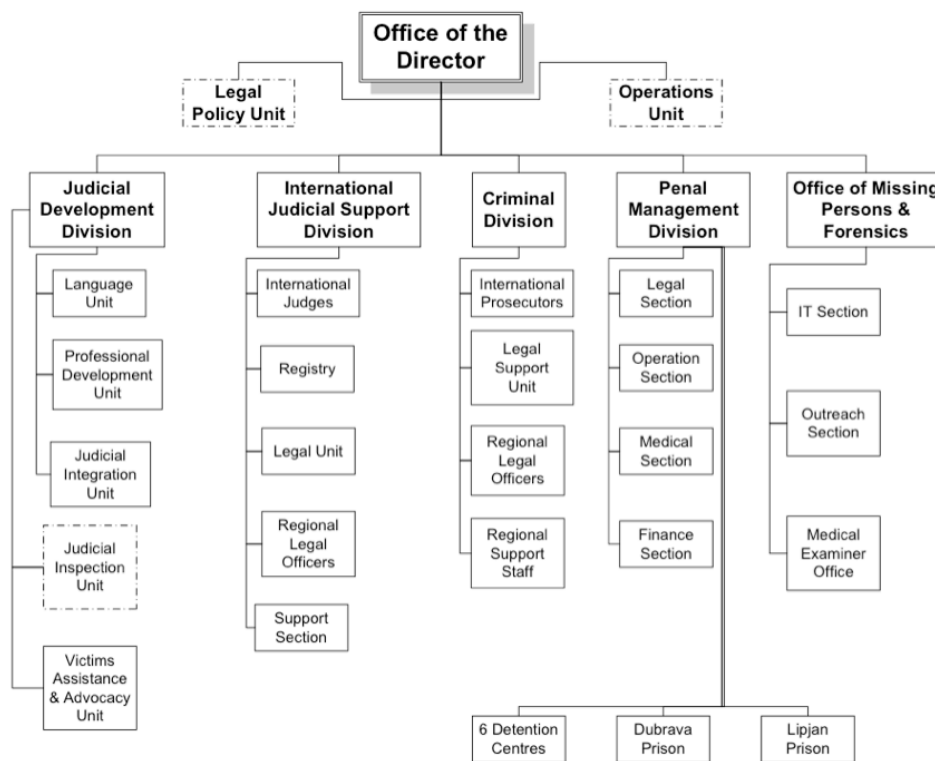 Office of the
Director
Legal
Policy Unit
Operations
Unit
Judicial
Development
Division
International
Judicial Support
Division
Criminal
Division
Penal
Management
Division
Office of Missing
Persons &
Forensics
Language
Unit
Professional
Development
Unit
Judicial
Integration
Unit
Judicial
Inspection
Unit
Victims
Assistance
& Advocacy
Unit
International
Judges
Registry
Legal Unit
Regional
Legal
Officers
Support
Section
International
Prosecutors
Legal
Support
Unit
Regional
Legal
Officers
Regional
Support
Staff
Legal
Section
Operation
Section
Medical
Section
Finance
Section
IT Section
Outreach
Section
Medical
Examiner
Office
6 Detention
Centres
Dubrava
Prison
Lipjan
Prison